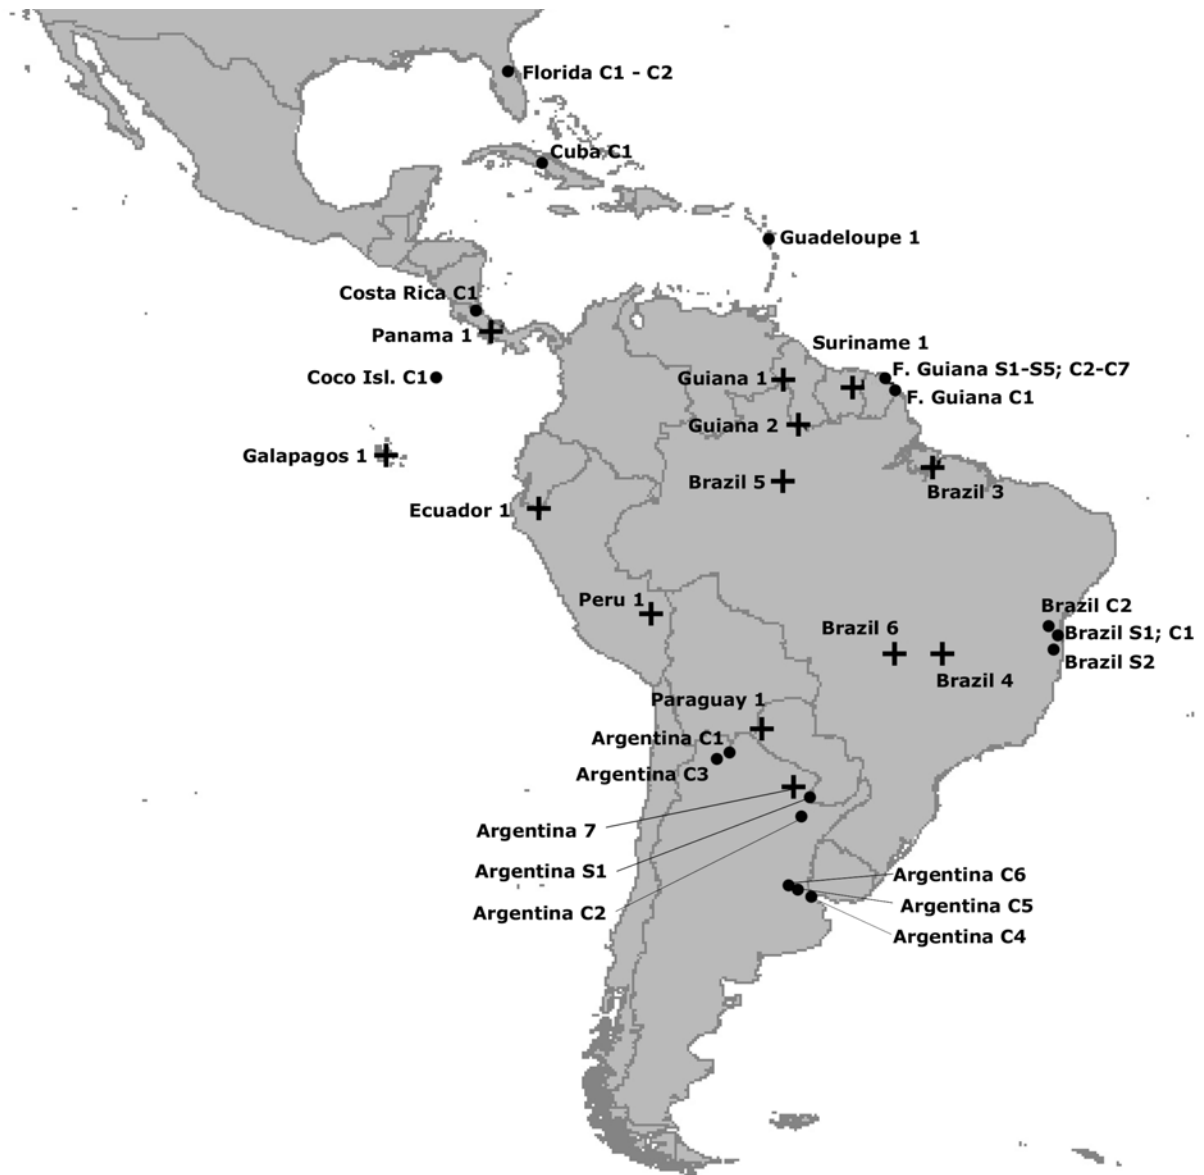 Florida C1 - C2
Cuba C1
Guadeloupe 1
Costa Rica C1
Panama 1
Suriname 1
Coco Isl. C1
Guiana 1
F. Guiana S1-S5; C2-C7
F. Guiana C1
Guiana 2
Galapagos 1
Brazil 5
Brazil 3
Ecuador 1
Peru 1
Brazil C2
Brazil 6
Brazil S1; C1
Brazil S2
Brazil 4
Paraguay 1
Argentina C1
Argentina C3
Argentina 7
Argentina S1
Argentina C6
Argentina C2
Argentina C5
Argentina C4